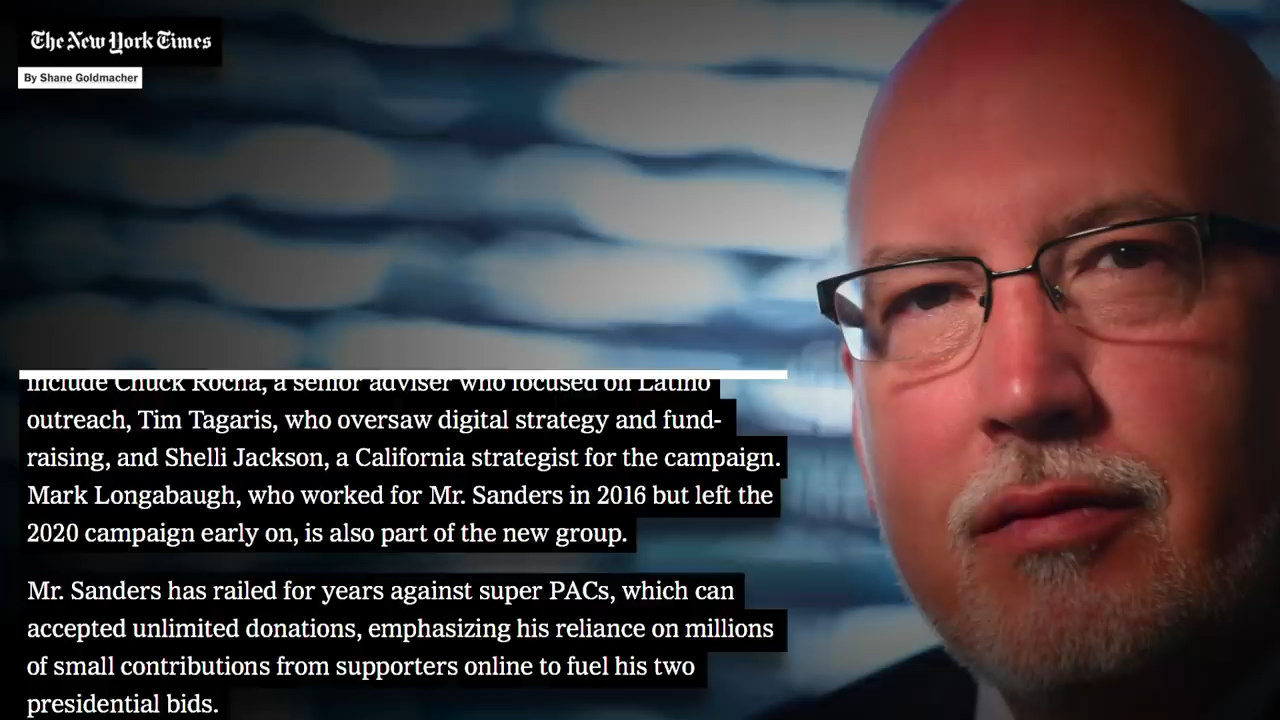 The New York Times
By Shane Goldmacher
include Chuck Rocha, a senior adviser who focused on Latino
outreach, Tim Tagaris, who oversaw digital strategy and fund-
raising, and Shelli Jackson, a California strategist for the campaign.
Mark Longabaugh, who worked for Mr. Sanders in 2016 but left the
2020 campaign early on, is also part of the new group.
Mr. Sanders has railed for years against super PACs, which can
accepted unlimited donations, emphasizing his reliance on millions
of small contributions from supporters online to fuel his two
presidential bids.